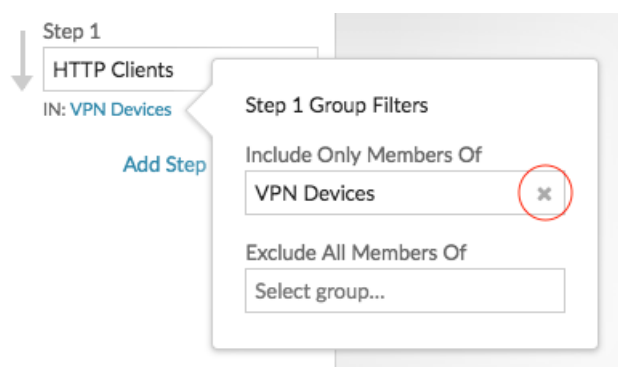 Step 1
HTTP Clients
IN: VPN Devices
Add Step
Step 1 Group Filters
Include Only Members Of
VPN Devices
Exclude All Members Of
Select group...